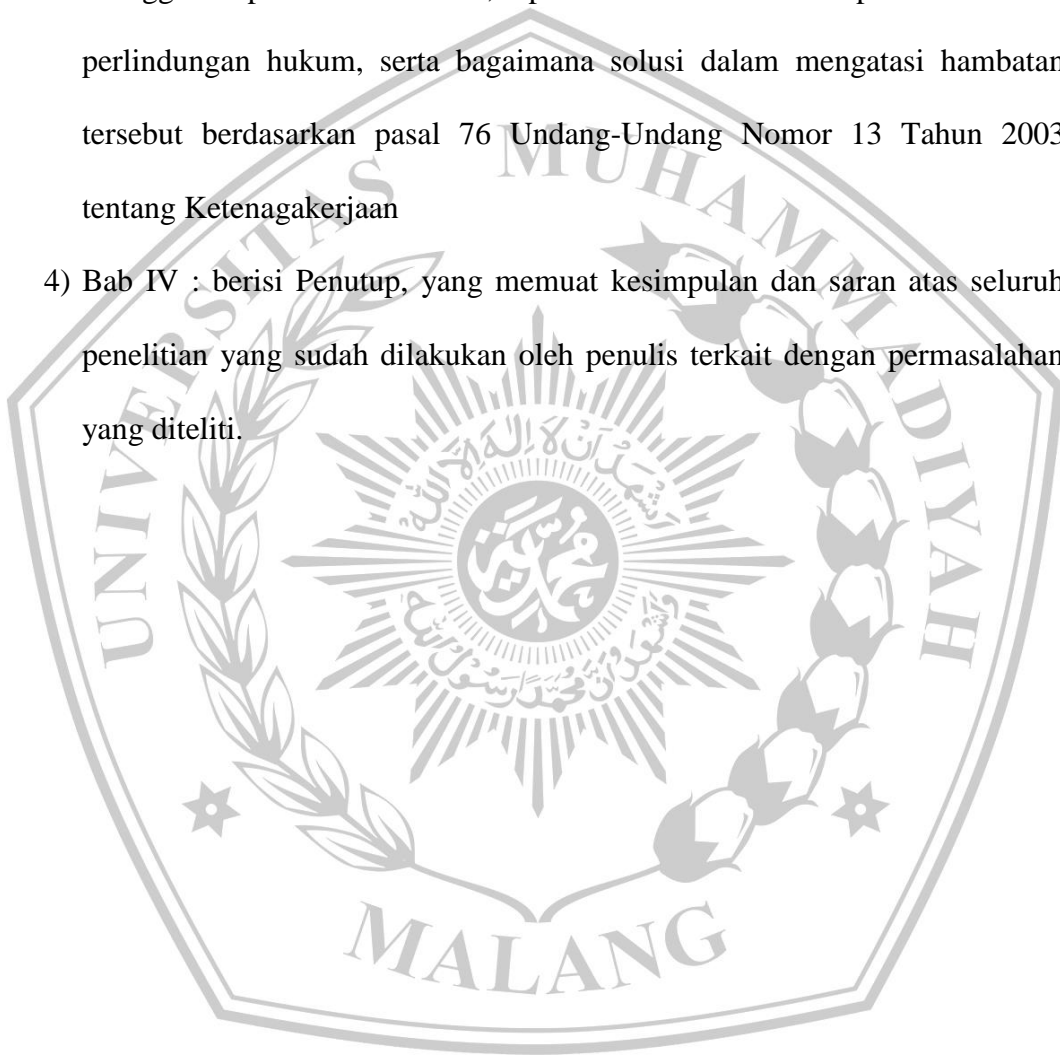 perlindungan hukum, serta bagaimana solusi dalam mengatasi hambatan
tersebut berdasarkan pasal 76 Undang-Undang Nomor 13 Tahun 2003
tentang Ketenagakerjaan
4) Bab IV : berisi Penutup, yang memuat kesimpulan dan saran atas seluruh
penelitian yang sudah dilakukan oleh penulis terkait dengan permasalahan
yang diteliti.
UNIVERSITAS MUHAMMADIYAH
MALANG